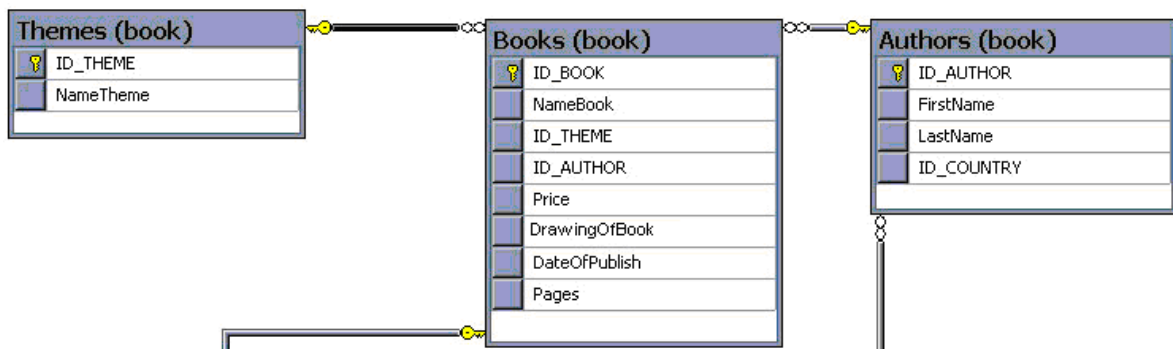 Themes (book)
ID_THEME
NameTheme
Books (book)
ID_BOOK
NameBook
ID_THEME
ID_AUTHOR
Price
DrawingOfBook
DateOfPublish
Pages
Authors (book)
ID_AUTHOR
FirstName
LastName
ID_COUNTRY